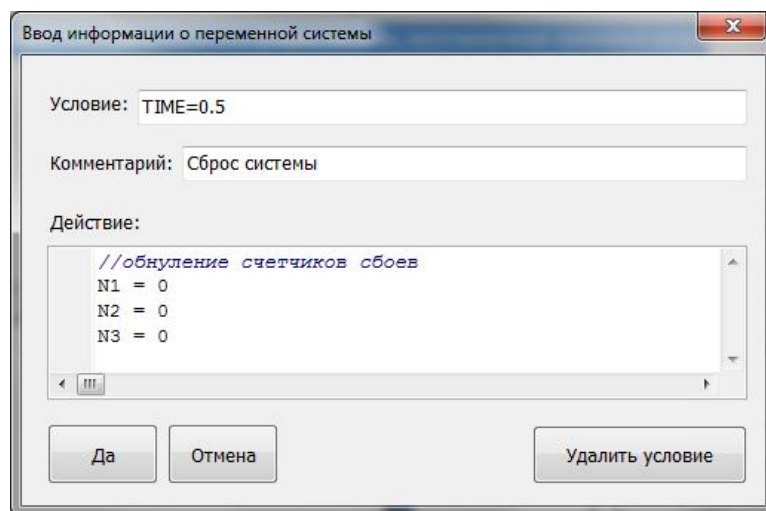 Ввод информации о переменной системы
Условие: TIME=0.5
Комментарий: Сброс системы
Действие:
//обнуление счетчиков сбоев
N1 = 0
N2 = 0
N3 = 0
Да Отмена Удалить условие